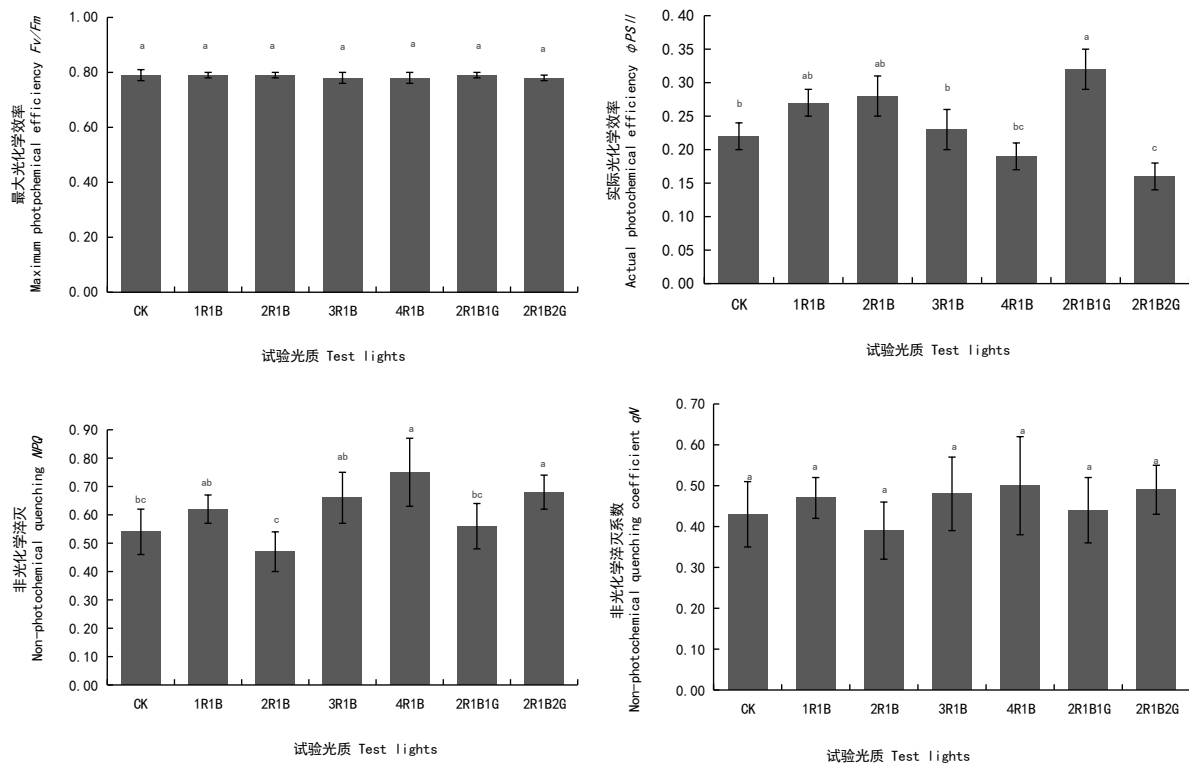 最大光化学效率
Maximum photpchemical efficiency Fv/Fm
1.00
0.80
0.60
0.40
0.20
0.00
a a a a a a a
CK 1R1B 2R1B 3R1B 4R1B 2R1B1G 2R1B2G
试验光质 Test lights
实际光化学效率
Actual photochemical efficiency φPSⅡ
0.40
0.35
0.30
0.25
0.20
0.15
0.10
0.05
0.00
b ab ab b bc a c
CK 1R1B 2R1B 3R1B 4R1B 2R1B1G 2R1B2G
试验光质 Test lights
非光化学淬灭
Non-photochemical quenching NPQ
0.90
0.80
0.70
0.60
0.50
0.40
0.30
0.20
0.10
0.00
bc ab c ab a bc a
CK 1R1B 2R1B 3R1B 4R1B 2R1B1G 2R1B2G
试验光质 Test lights
非光化学淬灭系数
Non-photochemical quenching coefficient qN
0.70
0.60
0.50
0.40
0.30
0.20
0.10
0.00
a a a a a a a
CK 1R1B 2R1B 3R1B 4R1B 2R1B1G 2R1B2G
试验光质 Test lights